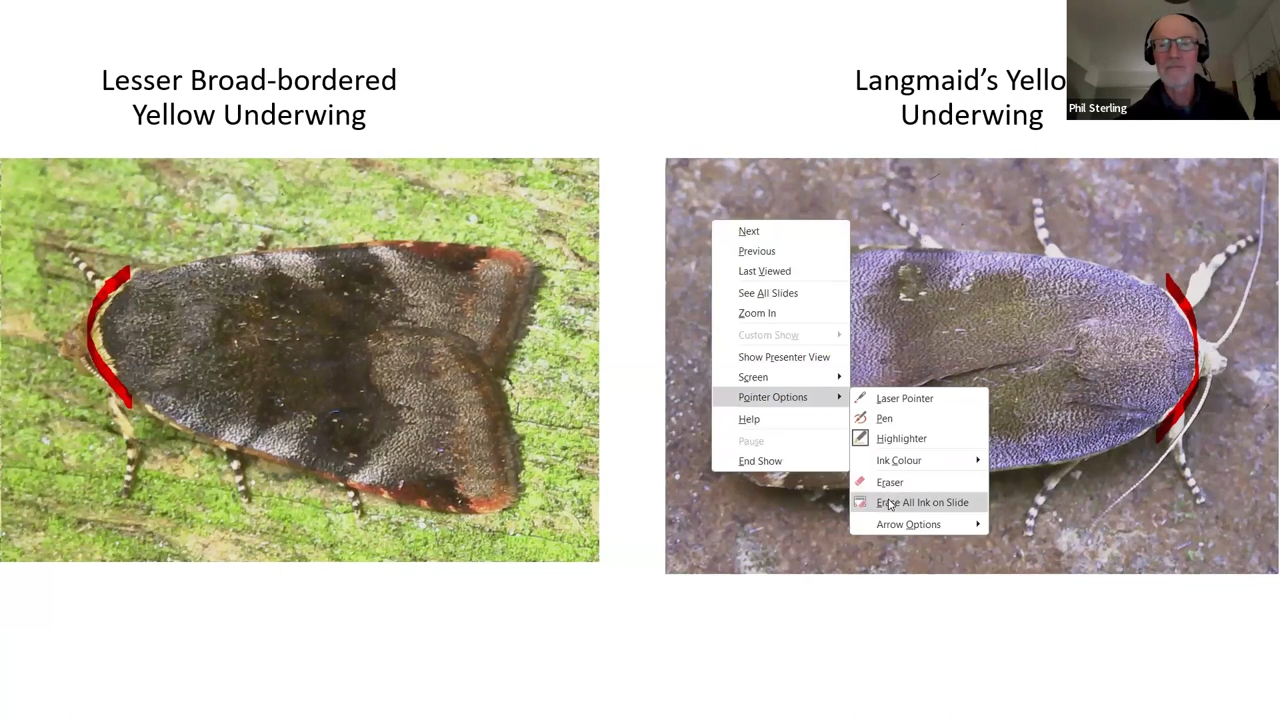 Lesser Broad-bordered
Yellow Underwing
Langmaid's Yello
Underwing
Phil Sterling
Next
Previous
Last Viewed
See All Slides
Zoom In
Custom Show
Show Presenter View
Screen
Pointer Options
Help
Pause
End Show
Laser Pointer
Pen
Highlighter
Ink Colour
Eraser
Erase All Ink on Slide
Arrow Options